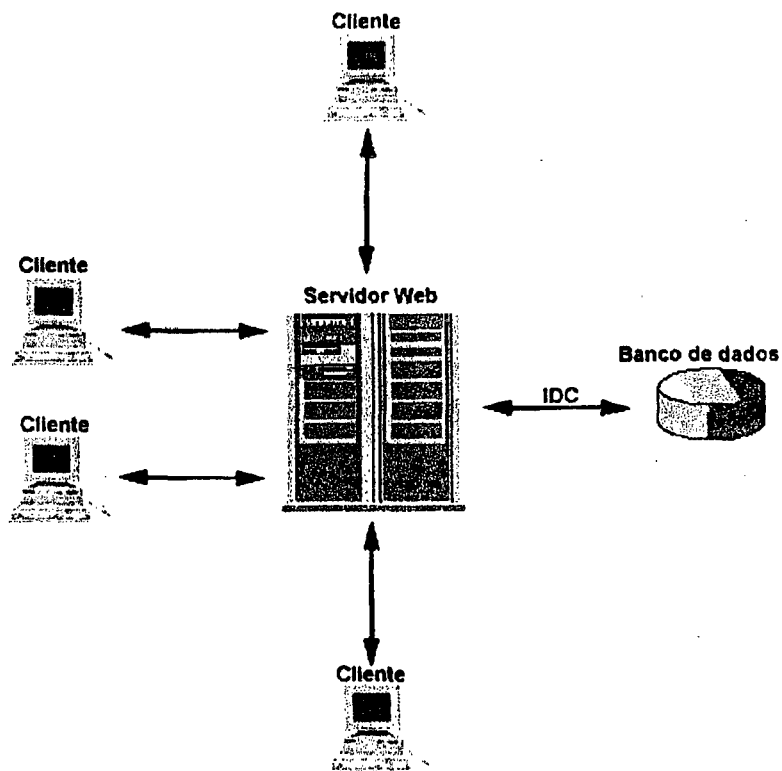 Cliente
Cliente
Servidor Web
Banco de dados
IDC
Cliente
Cliente